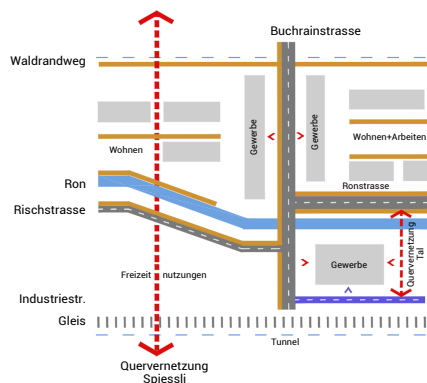 Buchrainstrasse
Waldrandweg
Gewerbe
Gewerbe
Wohnen+Arbeiten
Wohnen
Ron
Ronstrasse
Rischstrasse
Quervernetzung
Tal
Freizeit nutzungen
Gewerbe
Industriestr.
Gleis
Tunnel
Quervernetzung
Spiessli